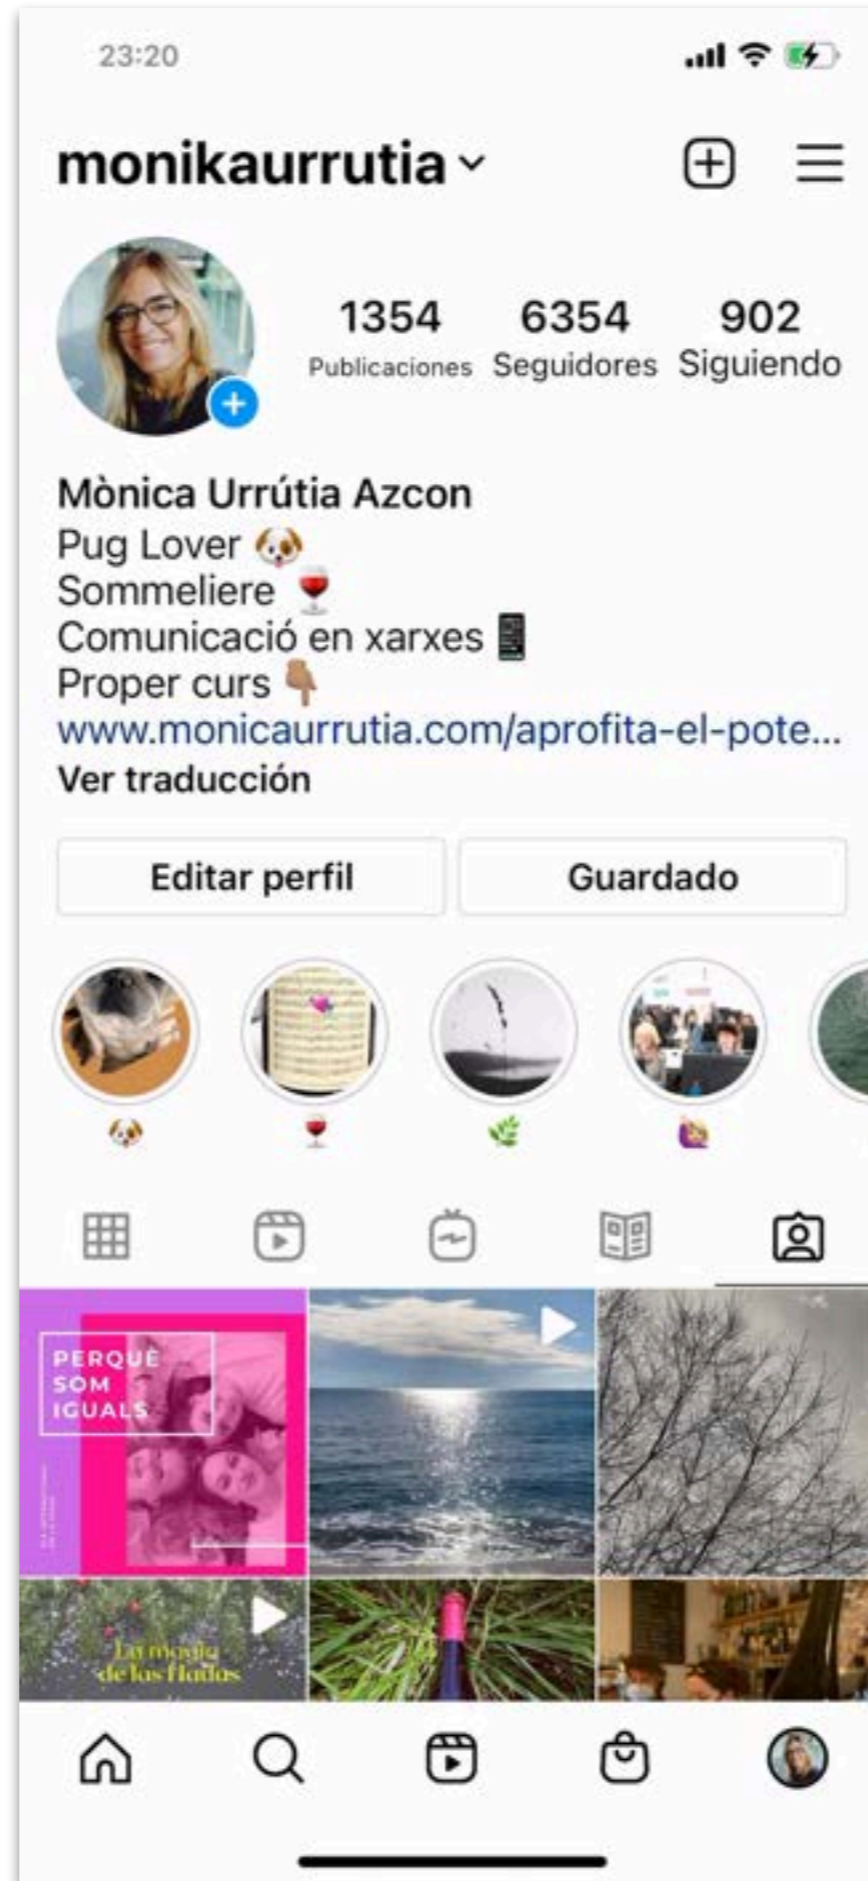 23:20
monikaurrutia
1354 6354 902
Publicaciones Seguidores Siguiendo
Mònica Urrútia Azcon
Pug Lover 🐶
Sommeliere 🍷
Comunicació en xarxes 📱
Proper curs 👇🏽
www.monicaurrutia.com/aprofita-el-pote...
Ver traducción
Editar perfil Guardado
PERQUÈ
SOM
IGUALS
La magia
de las Hadas